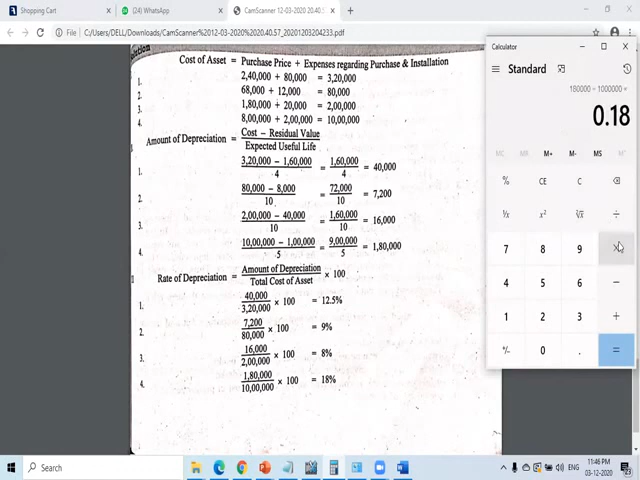 Shopping Cart
(24) WhatsApp
CamScanner 12-03-2020 20.40.5
File
C:/Users/DELL/Downloads/CamScanner%2012-03-2020%2020.40.57_20201203204233.pdf
Cost of Asset = Purchase Price + Expenses regarding Purchase & Installation
1. 2,40,000 + 80,000 = 3,20,000
2. 68,000 + 12,000 = 80,000
3. 1,80,000 + 20,000 = 2,00,000
4. 8,00,000 + 2,00,000 = 10,00,000
Amount of Depreciation = Cost – Residual Value / Expected Useful Life
1. 3,20,000 – 1,60,000 / 4 = 1,60,000 / 4 = 40,000
2. 80,000 – 8,000 / 10 = 72,000 / 10 = 7,200
3. 2,00,000 – 40,000 / 10 = 1,60,000 / 10 = 16,000
4. 10,00,000 – 1,00,000 / 5 = 9,00,000 / 5 = 1,80,000
Rate of Depreciation = Amount of Depreciation / Total Cost of Asset × 100
1. 40,000 / 3,20,000 × 100 = 12.5%
2. 7,200 / 80,000 × 100 = 9%
3. 16,000 / 2,00,000 × 100 = 8%
4. 1,80,000 / 10,00,000 × 100 = 18%
Calculator
Standard
180000 ÷ 1000000 ×
0.18
MC MR M+ M- MS M˅
% CE C
¹/x x² ²√x ÷
7 8 9 ×
4 5 6 −
1 2 3 +
+/- 0 . =
Search
ENG
11:46 PM
03-12-2020
23